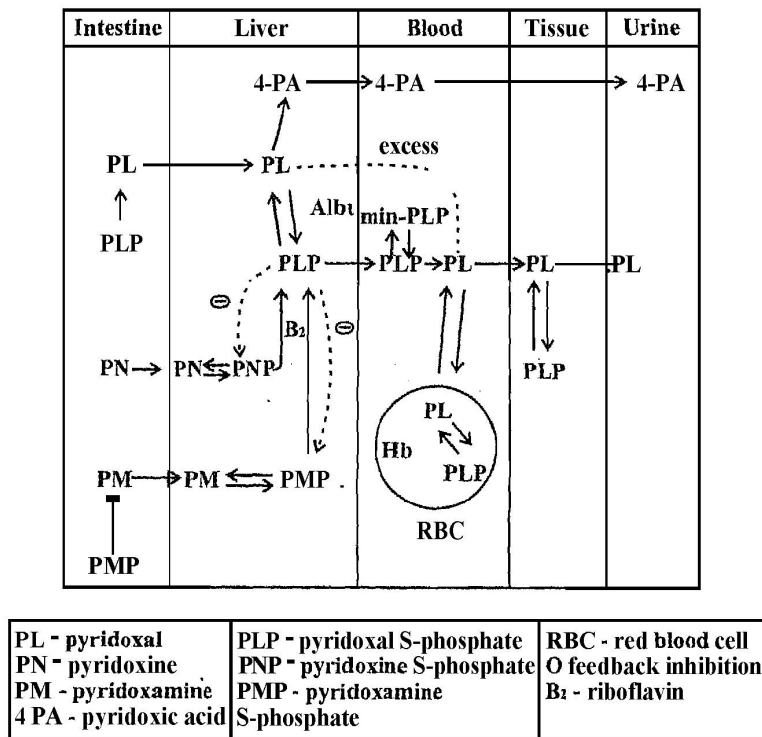 Intestine Liver Blood Tissue Urine
4-PA 4-PA 4-PA
excess
PL PL
Albı min-PLP
PLP
PLP PLP PL PL PL
Θ B₂ Θ
PN PN PNP PLP
PL
Hb
PLP
PM PM PMP
RBC
PMP
PL - pyridoxal
PN - pyridoxine
PM - pyridoxamine
4 PA - pyridoxic acid
PLP - pyridoxal S-phosphate
PNP - pyridoxine S-phosphate
PMP - pyridoxamine
S-phosphate
RBC - red blood cell
O feedback inhibition
B₂ - riboflavin